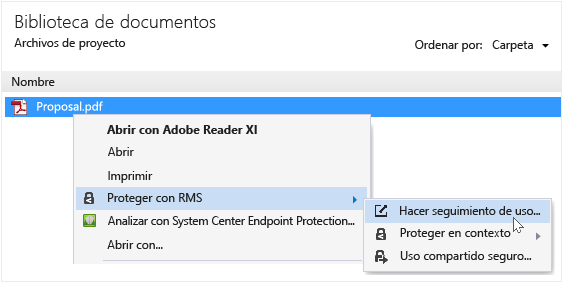 Biblioteca de documentos
Archivos de proyecto
Ordenar por: Carpeta
Nombre
Proposal.pdf
Abrir con Adobe Reader XI
Abrir
Imprimir
Proteger con RMS
Hacer seguimiento de uso...
Analizar con System Center Endpoint Protection...
Proteger en contexto
Abrir con...
Uso compartido seguro...